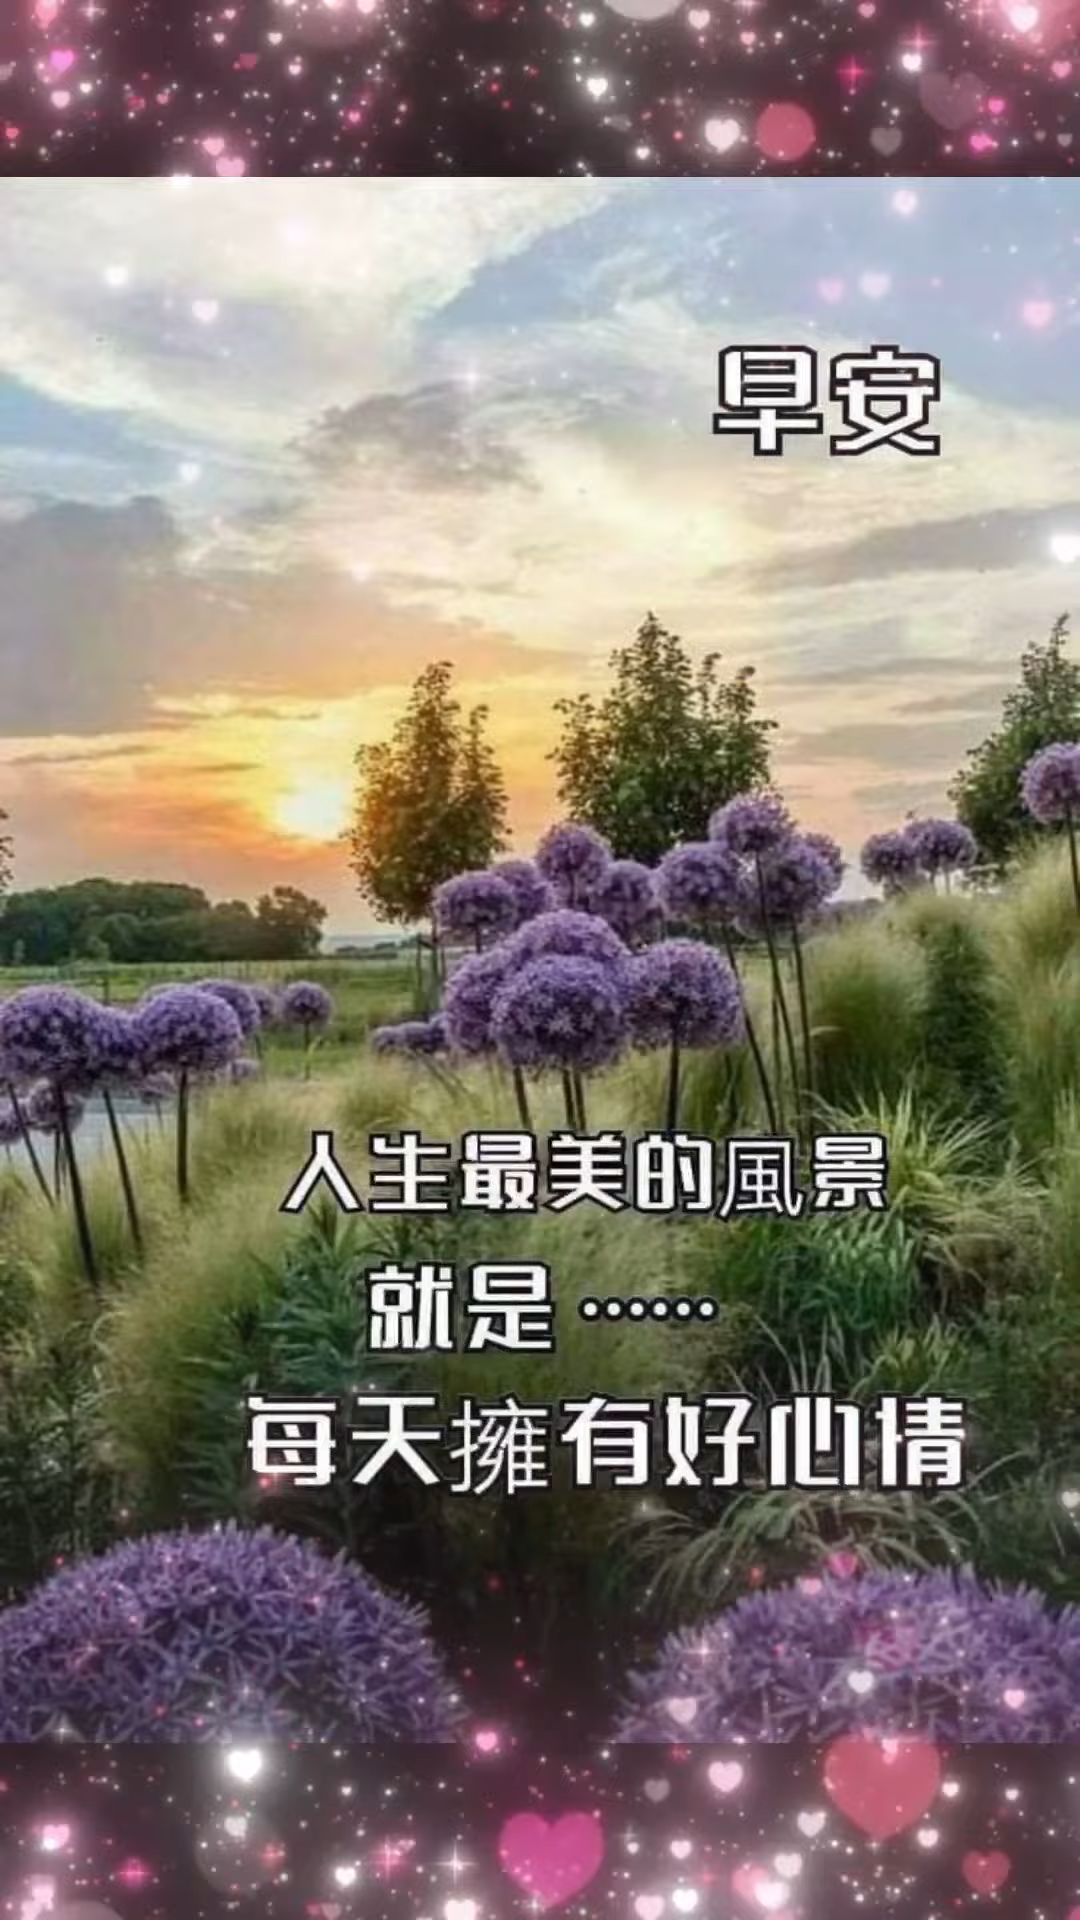 早安
人生最美的風景
就是 ……
每天擁有好心情